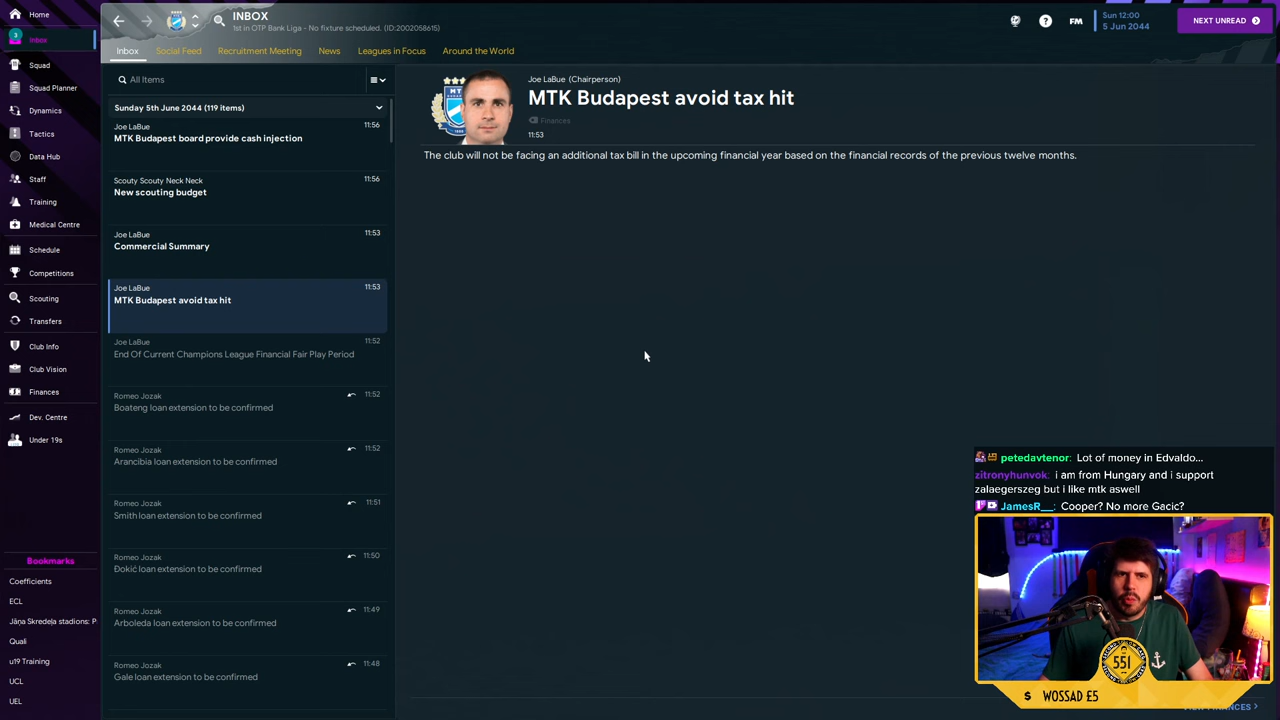 Home
3
Inbox
Squad
Squad Planner
Dynamics
Tactics
Data Hub
Staff
Training
Medical Centre
Schedule
Competitions
Scouting
Transfers
Club Info
Club Vision
Finances
Dev. Centre
Under 19s
Bookmarks
Coefficients
ECL
Jāņa Skredeļa stadions: P
Quali
u19 Training
UCL
UEL
INBOX
1st in OTP Bank Liga - No fixture scheduled. (ID:2002058615)
?
FM
Sun 12:00
5 Jun 2044
NEXT UNREAD
Inbox
Social Feed
Recruitment Meeting
News
Leagues in Focus
Around the World
All Items
Sunday 5th June 2044 (119 items)
Joe LaBue 11:56
MTK Budapest board provide cash injection
Scouty Scouty Neck Neck 11:56
New scouting budget
Joe LaBue 11:53
Commercial Summary
Joe LaBue 11:53
MTK Budapest avoid tax hit
Joe LaBue 11:52
End Of Current Champions League Financial Fair Play Period
Romeo Jozak 11:52
Boateng loan extension to be confirmed
Romeo Jozak 11:52
Arancibia loan extension to be confirmed
Romeo Jozak 11:51
Smith loan extension to be confirmed
Romeo Jozak 11:50
Đokić loan extension to be confirmed
Romeo Jozak 11:49
Arboleda loan extension to be confirmed
Romeo Jozak 11:48
Gale loan extension to be confirmed
Joe LaBue (Chairperson)
MTK Budapest avoid tax hit
Finances
11:53
The club will not be facing an additional tax bill in the upcoming financial year based on the financial records of the previous twelve months.
petedavtenor: Lot of money in Edvaldo...
zitronyhunvok: i am from Hungary and i support
zalaegerszeg but i like mtk aswell
JamesR__: Cooper? No more Gacic?
551
$ WOSSAD £5
VIEW FINANCES